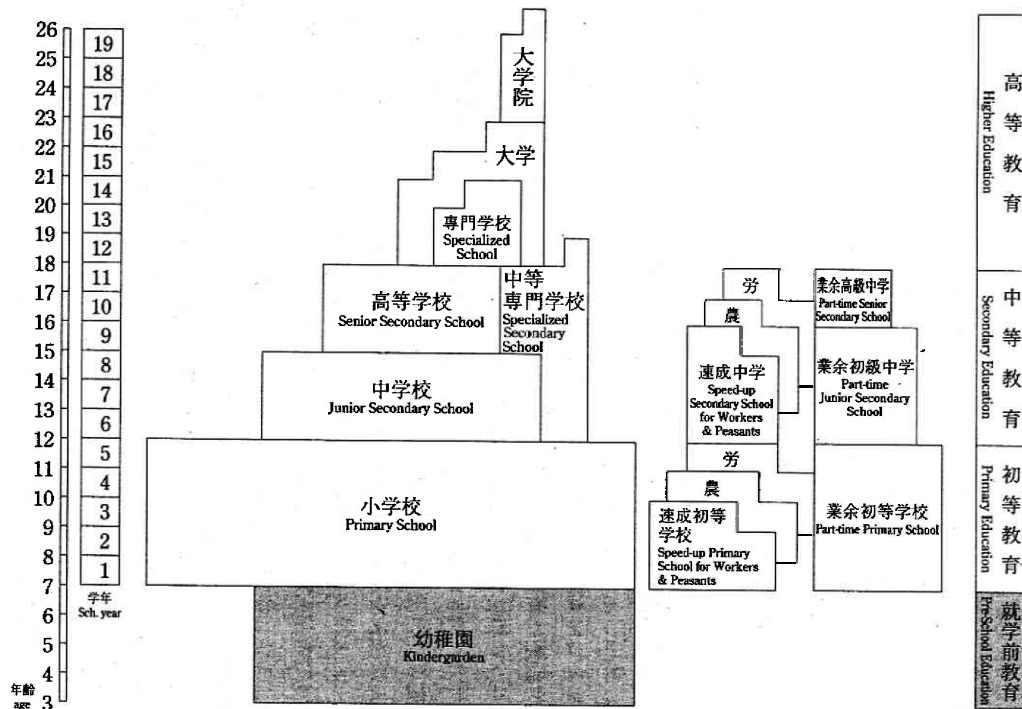 26
25
24
23
22
21
20
19
18
17
16
15
14
13
12
11
10
9
8
7
6
5
4
3
年齢
age
19
18
17
16
15
14
13
12
11
10
9
8
7
6
5
4
3
2
1
学年
Sch. year
大学院
大学
専門学校
Specialized
School
中等
専門学校
Specialized
Secondary
School
高等学校
Senior Secondary School
中学校
Junior Secondary School
小学校
Primary School
幼稚園
Kindergarden
労
農
速成中学
Speed-up
Secondary School
for Workers
& Peasants
労
農
速成初等
学校
Speed-up Primary
School for Workers
& Peasants
業余高級中学
Part-time Senior
Secondary School
業余初級中学
Part-time
Junior Secondary
School
業余初等学校
Part-time Primary School
高等教育
Higher Education
中等教育
Secondary Education
初等教育
Primary Education
就学前教育
Pre-School Education